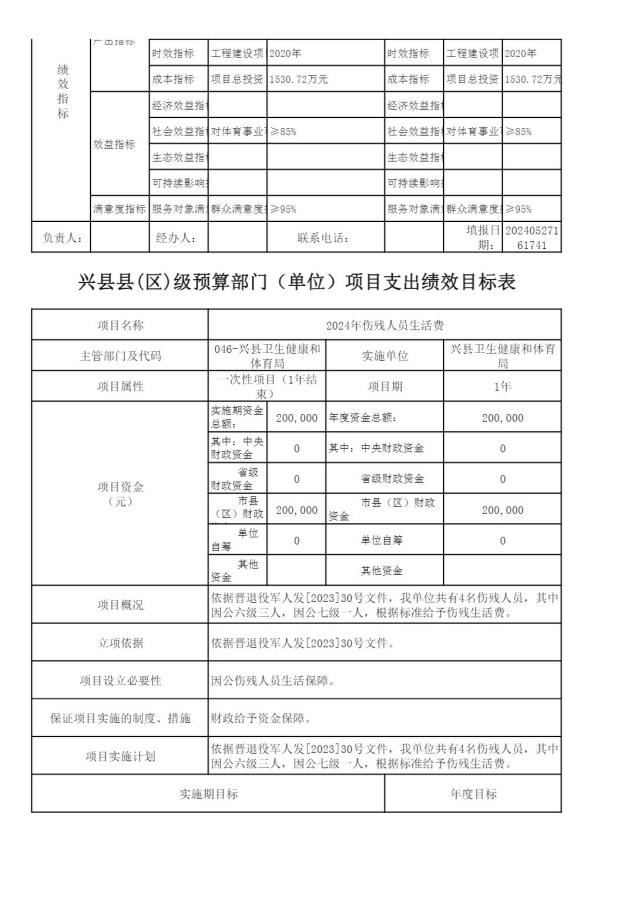 绩
效
指
标
时效指标 工程建设项 2020年 时效指标 工程建设项 2020年
成本指标 项目总投资 1530.72万元 成本指标 项目总投资 1530.72万元
效益指标
经济效益指 经济效益指
社会效益指 对体育事业 ≥85% 社会效益指 对体育事业 ≥85%
生态效益指 生态效益指
可持续影响 可持续影响
满意度指标 服务对象满 群众满意度 ≥95% 服务对象满 群众满意度 ≥95%
负责人: 经办人: 联系电话: 填报日期: 20240527161741
兴县县(区)级预算部门（单位）项目支出绩效目标表
项目名称 2024年伤残人员生活费
主管部门及代码 046-兴县卫生健康和体育局 实施单位 兴县卫生健康和体育局
项目属性 一次性项目（1年结束） 项目期 1年
项目资金
（元）
实施期资金总额: 200,000 年度资金总额: 200,000
其中: 中央财政资金 0 其中: 中央财政资金 0
省级财政资金 0 省级财政资金 0
市县（区）财政 200,000 市县（区）财政资金 200,000
单位自筹 0 单位自筹 0
其他资金 其他资金
项目概况 依据晋退役军人发[2023]30号文件，我单位共有4名伤残人员，其中
因公六级三人，因公七级一人，根据标准给予伤残生活费。
立项依据 依据晋退役军人发[2023]30号文件。
项目设立必要性 因公伤残人员生活保障。
保证项目实施的制度、措施 财政给予资金保障。
项目实施计划 依据晋退役军人发[2023]30号文件，我单位共有4名伤残人员，其中
因公六级三人，因公七级一人，根据标准给予伤残生活费。
实施期目标 年度目标